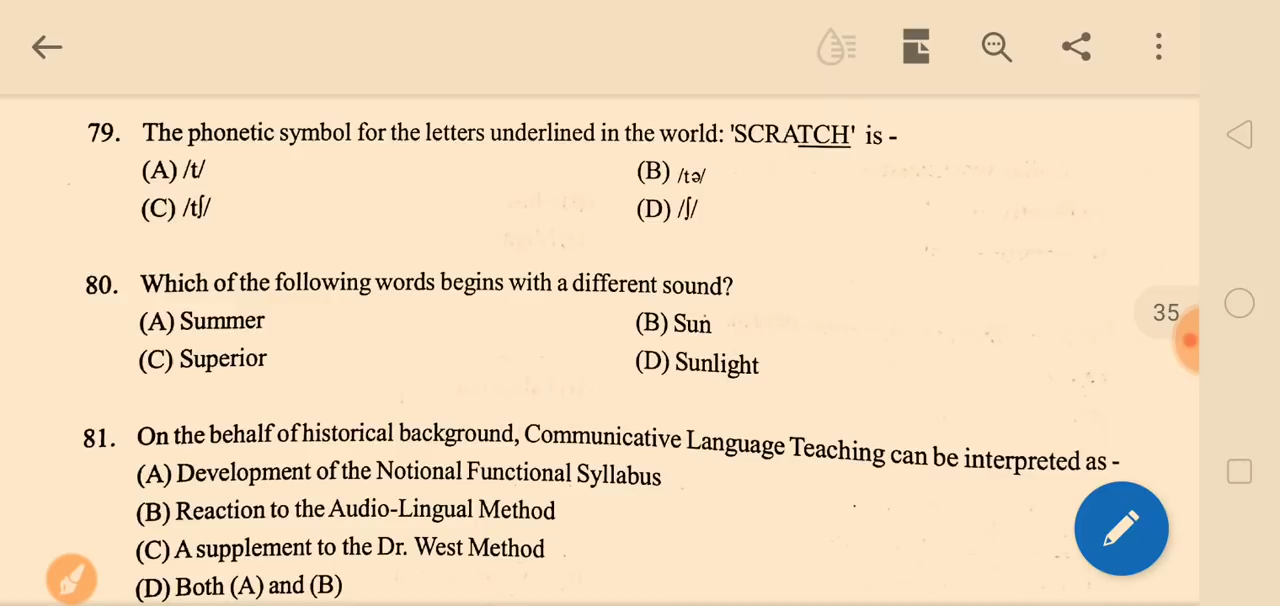 79. The phonetic symbol for the letters underlined in the world: 'SCRATCH' is -
(A) /t/ (B) /tə/
(C) /tʃ/ (D) /ʃ/
80. Which of the following words begins with a different sound?
(A) Summer (B) Sun
35
(C) Superior (D) Sunlight
81. On the behalf of historical background, Communicative Language Teaching can be interpreted as -
(A) Development of the Notional Functional Syllabus
(B) Reaction to the Audio-Lingual Method
(C) A supplement to the Dr. West Method
(D) Both (A) and (B)